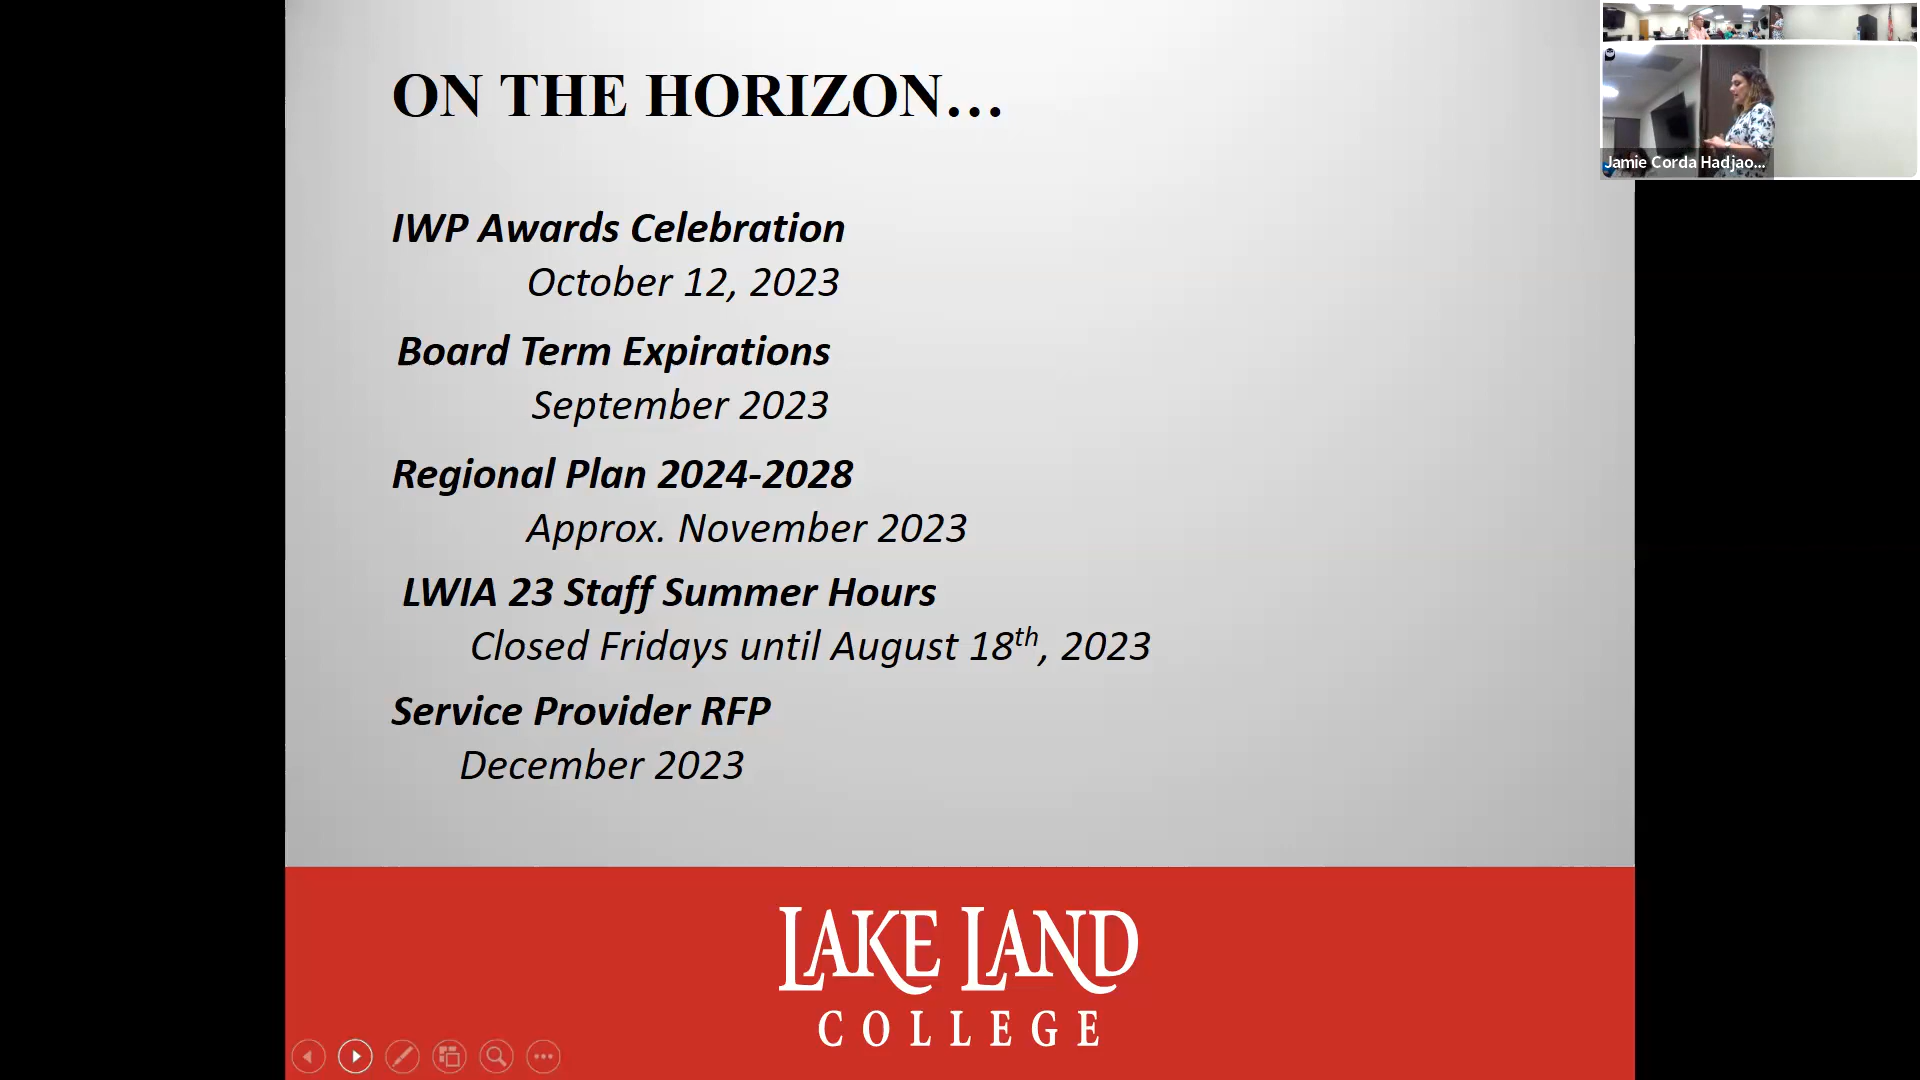 ON THE HORIZON…
IWP Awards Celebration
October 12, 2023
Board Term Expirations
September 2023
Regional Plan 2024-2028
Approx. November 2023
LWIA 23 Staff Summer Hours
Closed Fridays until August 18th, 2023
Service Provider RFP
December 2023
LAKE LAND
COLLEGE
Jamie Corda Hadjao...